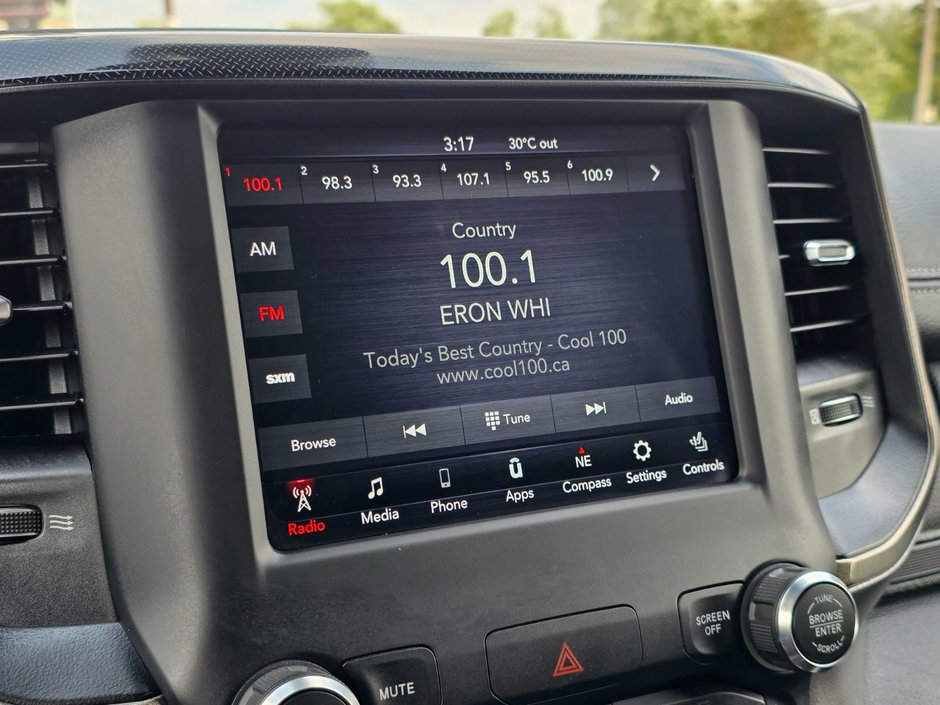 3:17 30°C out
1 100.1 2 98.3 3 93.3 4 107.1 5 95.5 6 100.9 >
AM
FM
sxm
Country
100.1
ERON WHI
Today's Best Country - Cool 100
www.cool100.ca
Browse Tune Audio
Radio Media Phone Apps NE Compass Settings Controls
MUTE
SCREEN
OFF
TUNE
BROWSE
ENTER
SCROLL